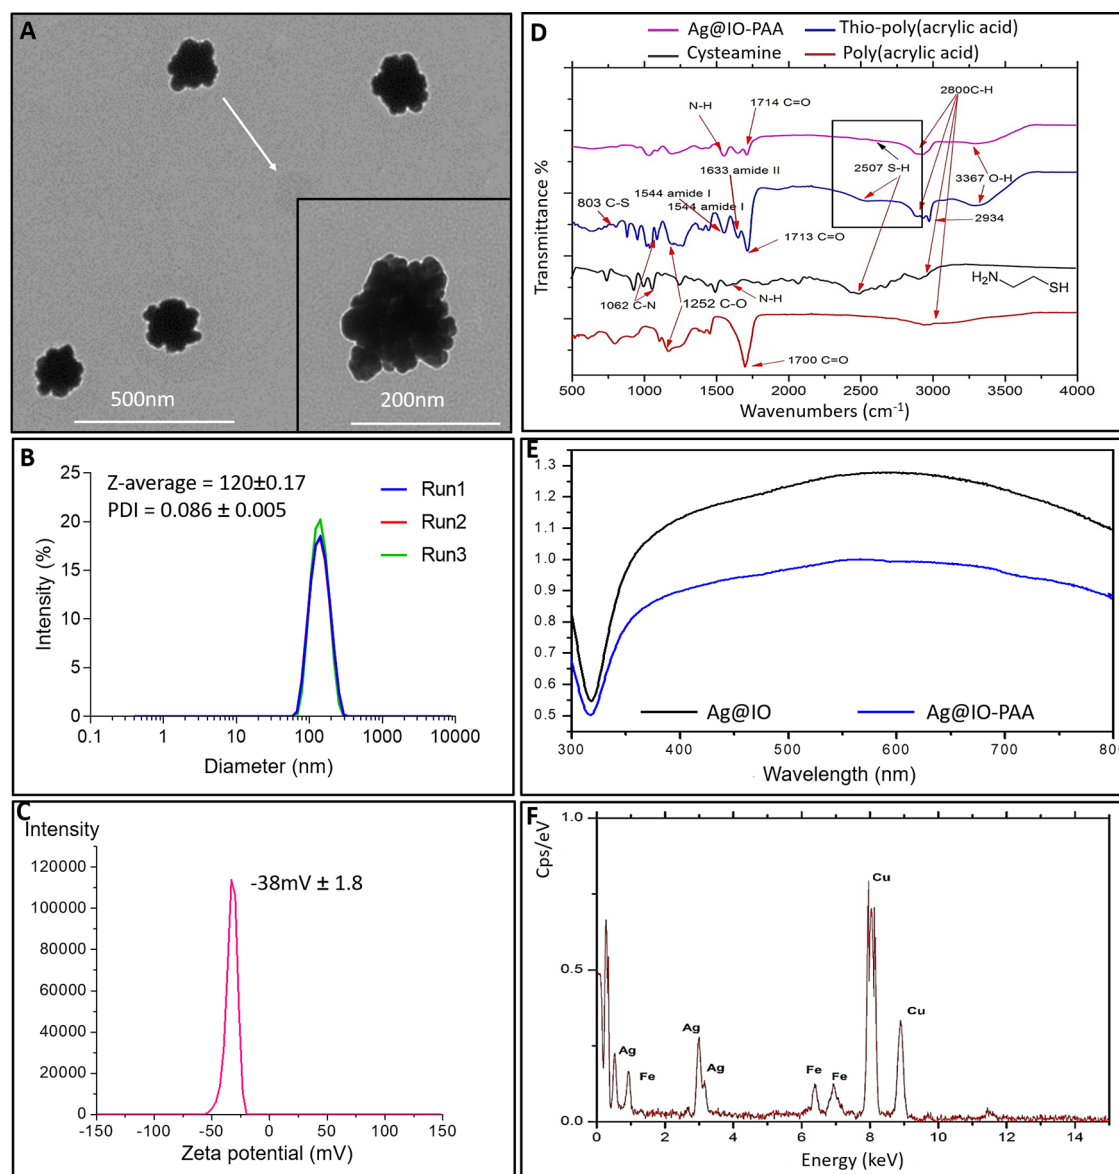 A
500nm
200nm
B
Z-average = 120±0.17
PDI = 0.086 ± 0.005
Run1
Run2
Run3
Intensity (%)
25
20
15
10
5
0
0.1 1 10 100 1000 10000
Diameter (nm)
C
Intensity
-38mV ± 1.8
120000
100000
80000
60000
40000
20000
0
-150 -100 -50 0 50 100 150
Zeta potential (mV)
D
Ag@IO-PAA
Thio-poly(acrylic acid)
Cysteamine
Poly(acrylic acid)
Transmittance %
N-H
1714 C=O
2800C-H
1633 amide II
2507 S-H
3367 O-H
1544 amide I
1544 amide I
803 C-S
2934
1713 C=O
1062 C-N
1252 C-O
N-H
H₂N
SH
1700 C=O
500 1000 1500 2000 2500 3000 3500 4000
Wavenumbers (cm⁻¹)
E
1.3
1.2
1.1
1.0
0.9
0.8
0.7
0.6
0.5
Ag@IO
Ag@IO-PAA
300 400 500 600 700 80
Wavelength (nm)
F
Cps/eV
1.0
0.5
0.0
Ag
Fe
Ag
Ag
Fe
Fe
Cu
Cu
0 2 4 6 8 10 12 14
Energy (keV)